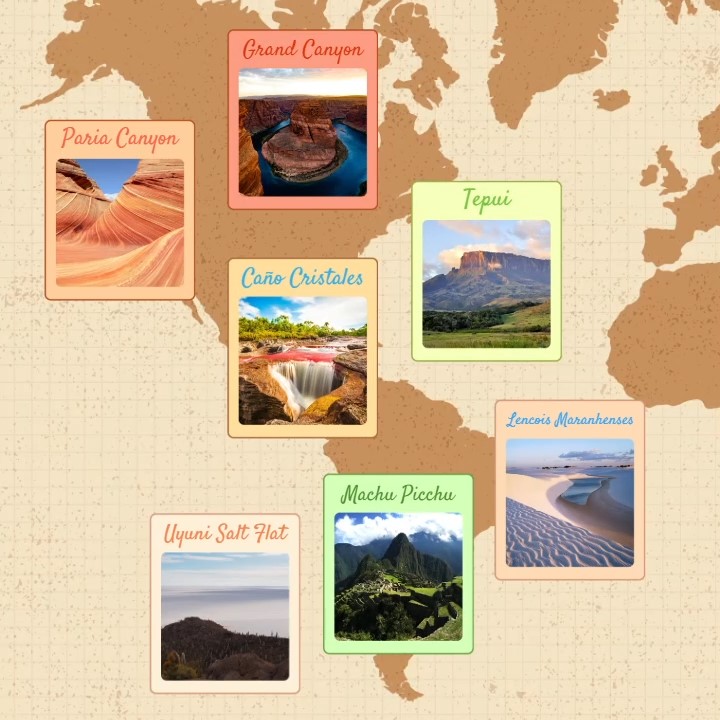 Grand Canyon
Paria Canyon
Tepui
Caño Cristales
Lencois Maranhenses
Machu Picchu
Uyuni Salt Flat